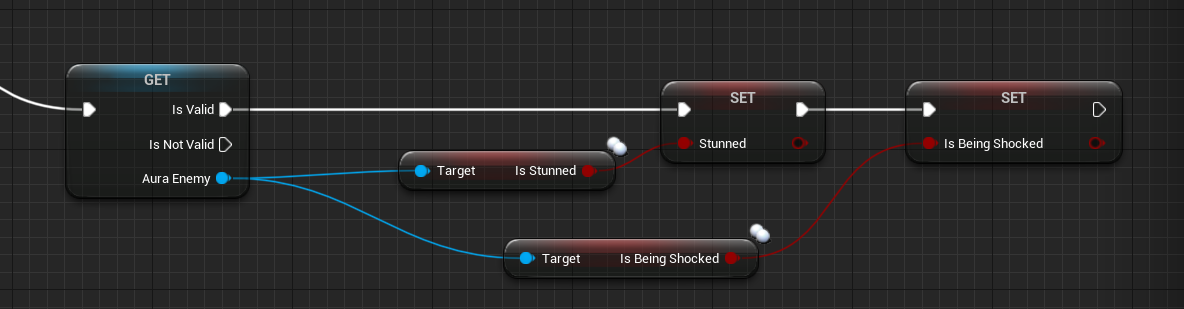 GET
Is Valid
Is Not Valid
Aura Enemy
Target Is Stunned
Target Is Being Shocked
SET
Stunned
SET
Is Being Shocked